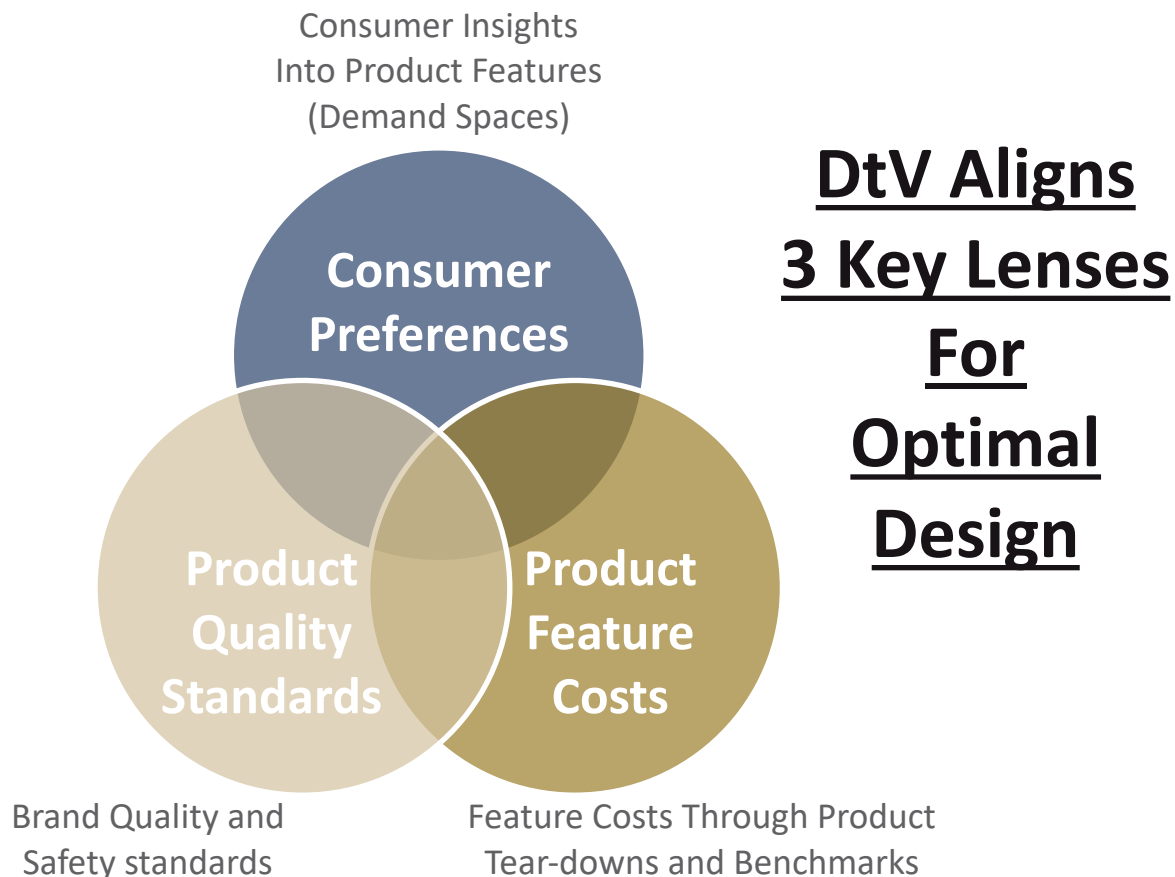 Consumer Insights
Into Product Features
(Demand Spaces)
DtV Aligns
3 Key Lenses
For
Optimal
Design
Consumer
Preferences
Product
Quality
Standards
Product
Feature
Costs
Brand Quality and
Safety standards
Feature Costs Through Product
Tear-downs and Benchmarks